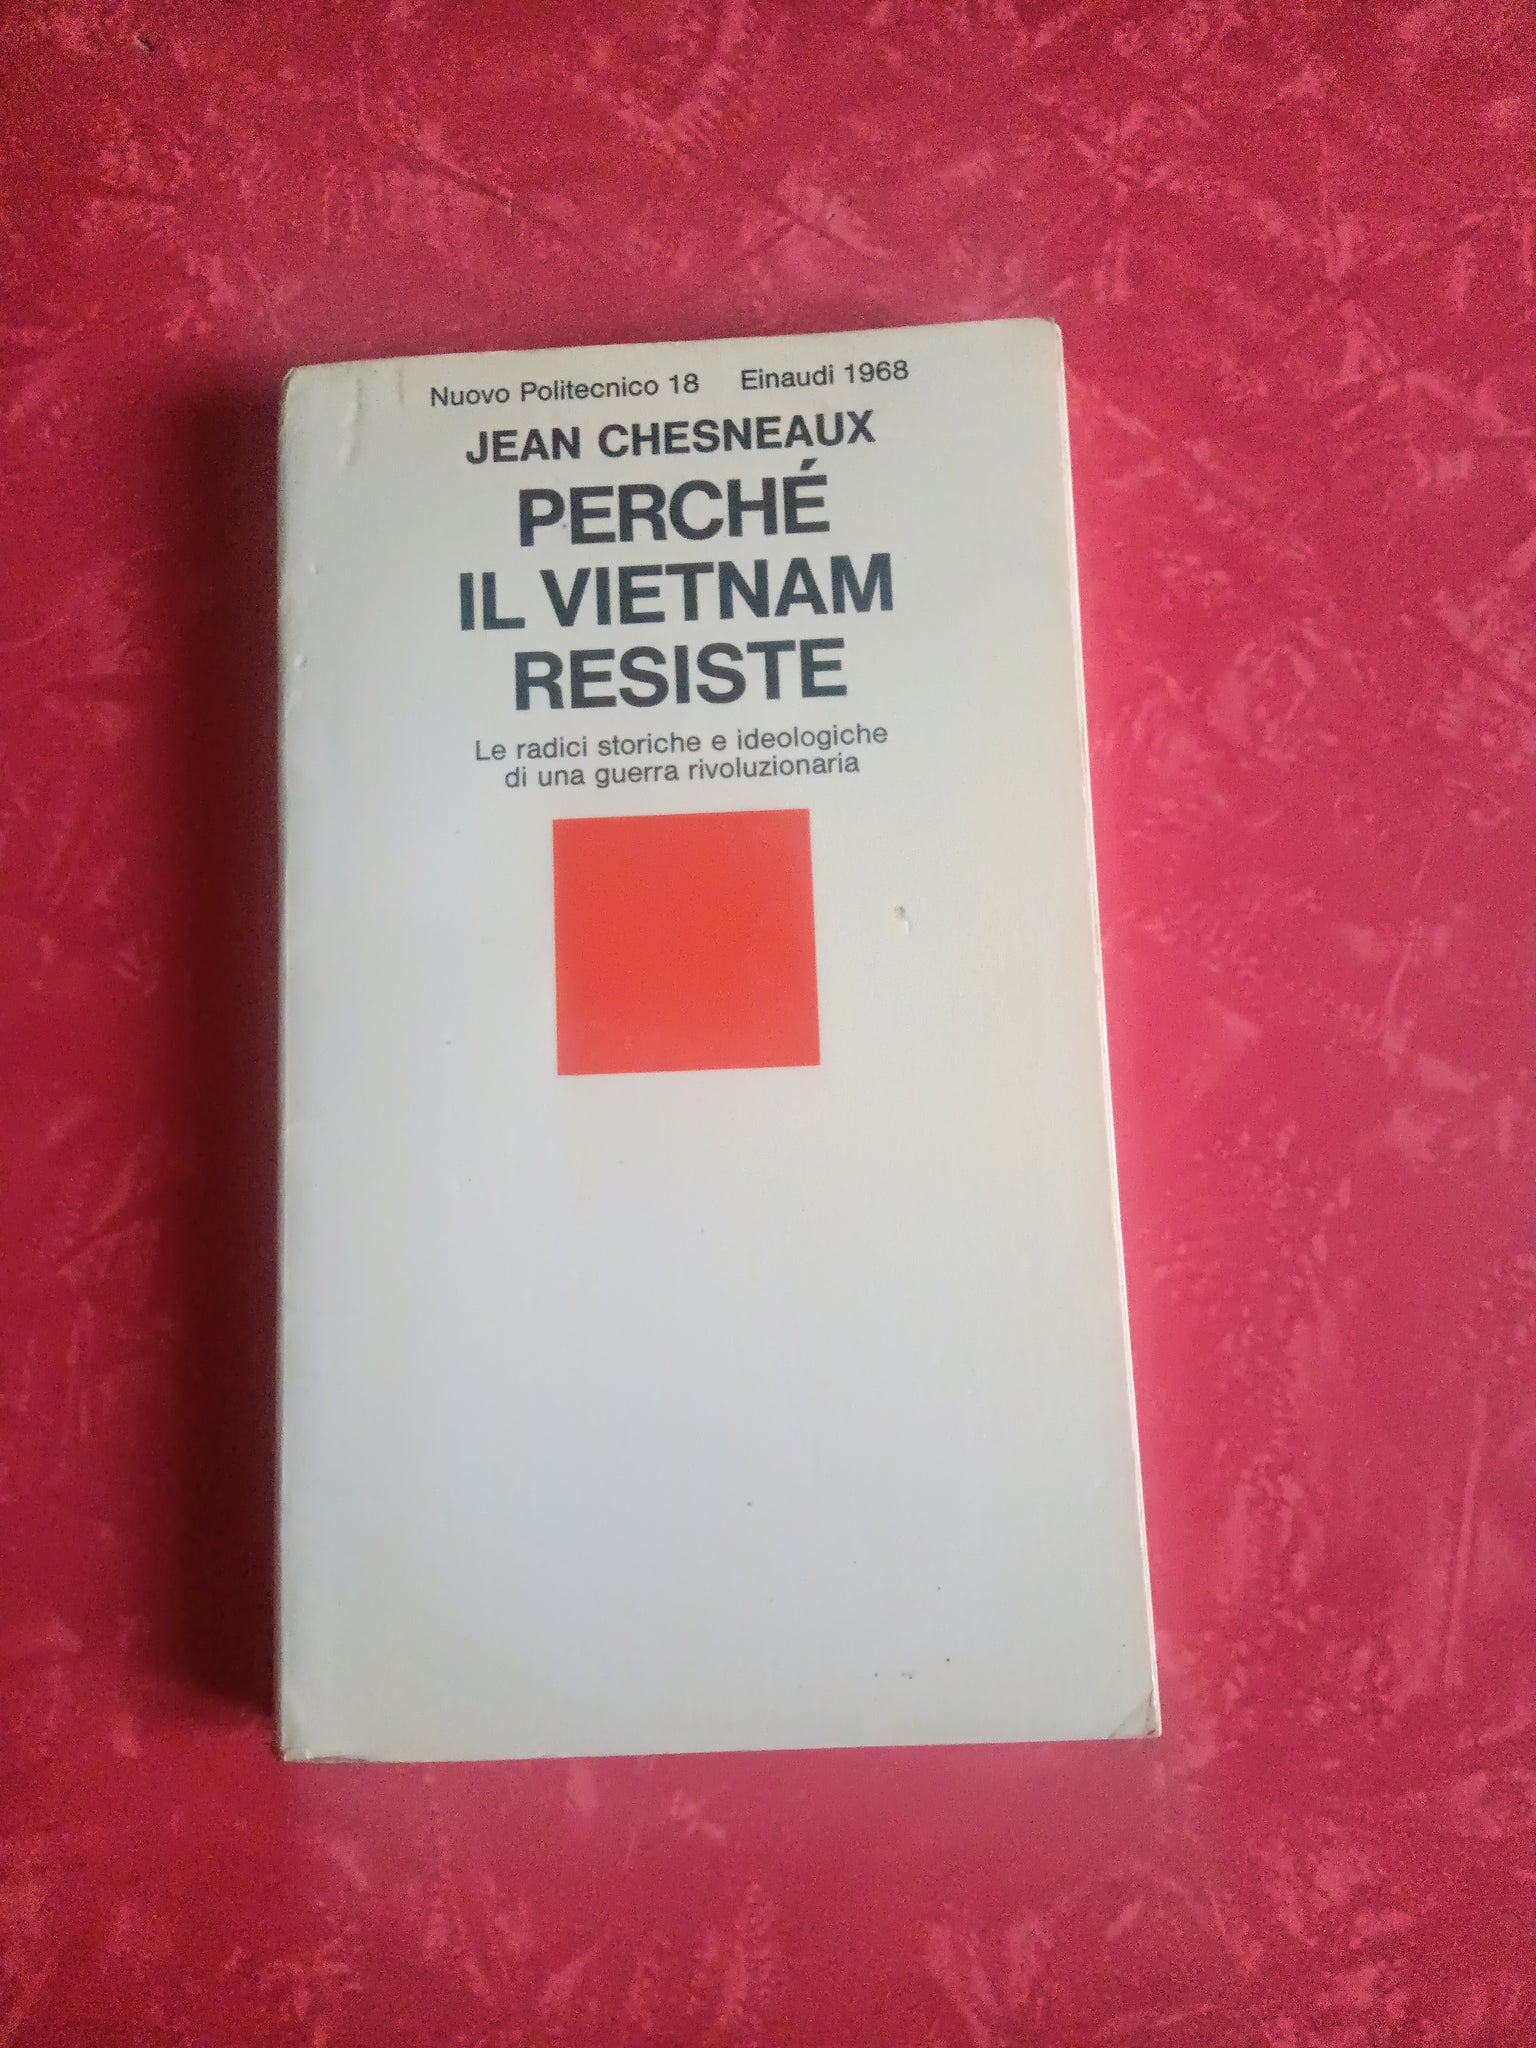 Nuovo Politecnico 18 Einaudi 1968
JEAN CHESNEAUX
PERCHÉ
IL VIETNAM
RESISTE
Le radici storiche e ideologiche
di una guerra rivoluzionaria